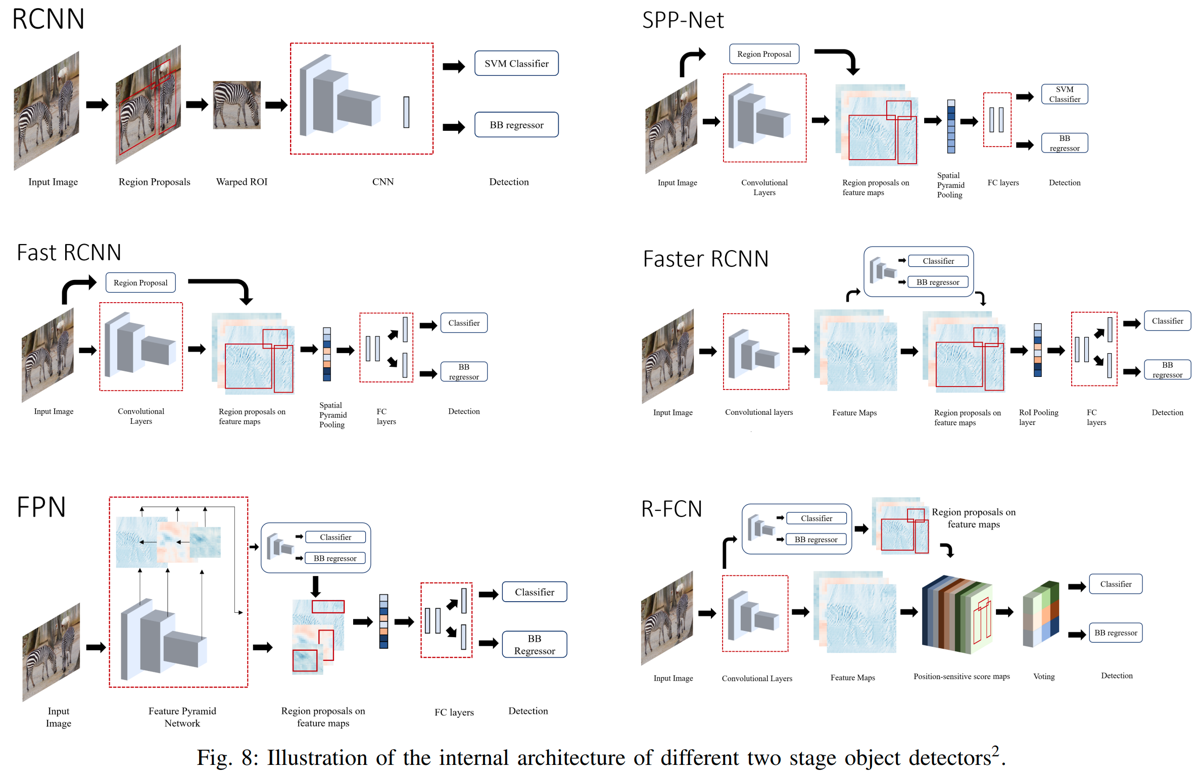 RCNN
SVM Classifier
BB regressor
Input Image
Region Proposals
Warped ROI
CNN
Detection
SPP-Net
Region Proposal
SVM
Classifier
BB
regressor
Input Image
Convolutional
Layers
Region proposals on
feature maps
Spatial
Pyramid
Pooling
FC layers
Detection
Fast RCNN
Region Proposal
Classifier
BB
regressor
Input Image
Convolutional
Layers
Region proposals on
feature maps
Spatial
Pyramid
Pooling
FC
layers
Detection
Faster RCNN
Classifier
BB regressor
Classifier
BB
regressor
Input Image
Convolutional layers
Feature Maps
Region proposals on
feature maps
RoI Pooling
layer
FC
layers
Detection
FPN
Classifier
BB regressor
Classifier
BB
Regressor
Input
Image
Feature Pyramid
Network
Region proposals on
feature maps
FC layers
Detection
R-FCN
Classifier
BB regressor
Region proposals on
feature maps
Classifier
BB regressor
Input Image
Convolutional Layers
Feature Maps
Position-sensitive score maps
Voting
Detection
Fig. 8: Illustration of the internal architecture of different two stage object detectors².